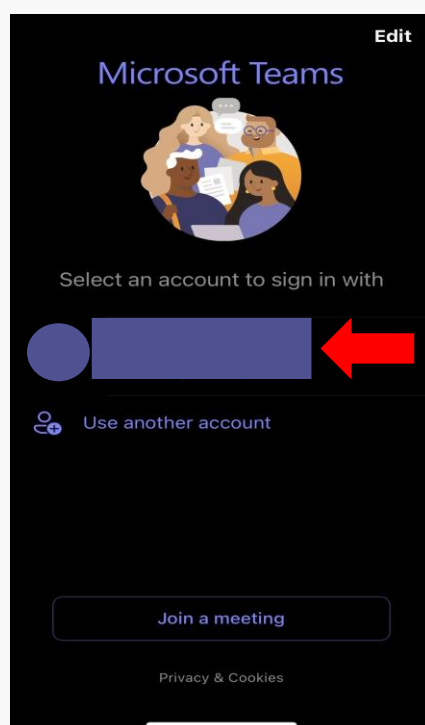 Edit
Microsoft Teams
Select an account to sign in with
Use another account
Join a meeting
Privacy & Cookies